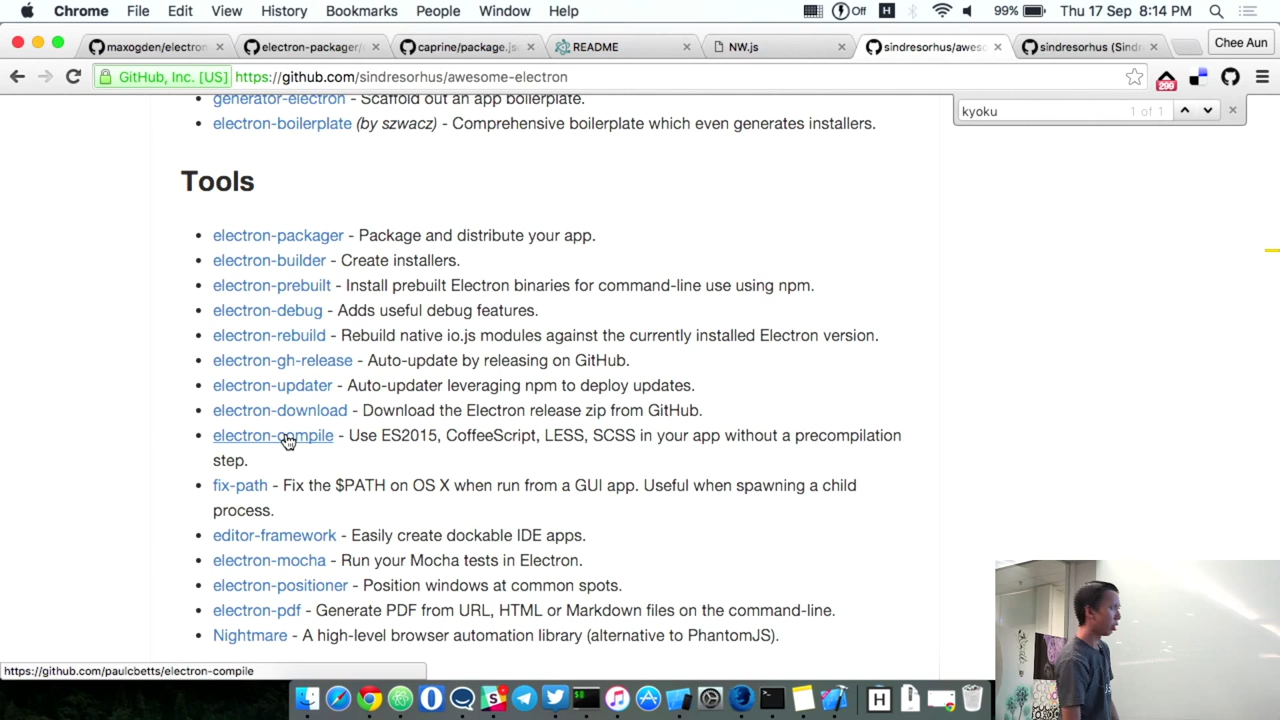 Chrome File Edit View History Bookmarks People Window Help Off H 99% Thu 17 Sep 8:14 PM
maxogden/electron electron-packager/ caprine/package.js README NW.js sindresorhus/aweso sindresorhus (Sindr Chee Aun
GitHub, Inc. [US] https://github.com/sindresorhus/awesome-electron 299
kyoku 1 of 1
generator-electron - Scaffold out an app boilerplate.
electron-boilerplate (by szwacz) - Comprehensive boilerplate which even generates installers.
Tools
electron-packager - Package and distribute your app.
electron-builder - Create installers.
electron-prebuilt - Install prebuilt Electron binaries for command-line use using npm.
electron-debug - Adds useful debug features.
electron-rebuild - Rebuild native io.js modules against the currently installed Electron version.
electron-gh-release - Auto-update by releasing on GitHub.
electron-updater - Auto-updater leveraging npm to deploy updates.
electron-download - Download the Electron release zip from GitHub.
electron-compile - Use ES2015, CoffeeScript, LESS, SCSS in your app without a precompilation
step.
fix-path - Fix the $PATH on OS X when run from a GUI app. Useful when spawning a child
process.
editor-framework - Easily create dockable IDE apps.
electron-mocha - Run your Mocha tests in Electron.
electron-positioner - Position windows at common spots.
electron-pdf - Generate PDF from URL, HTML or Markdown files on the command-line.
Nightmare - A high-level browser automation library (alternative to PhantomJS).
https://github.com/paulcbetts/electron-compile
H